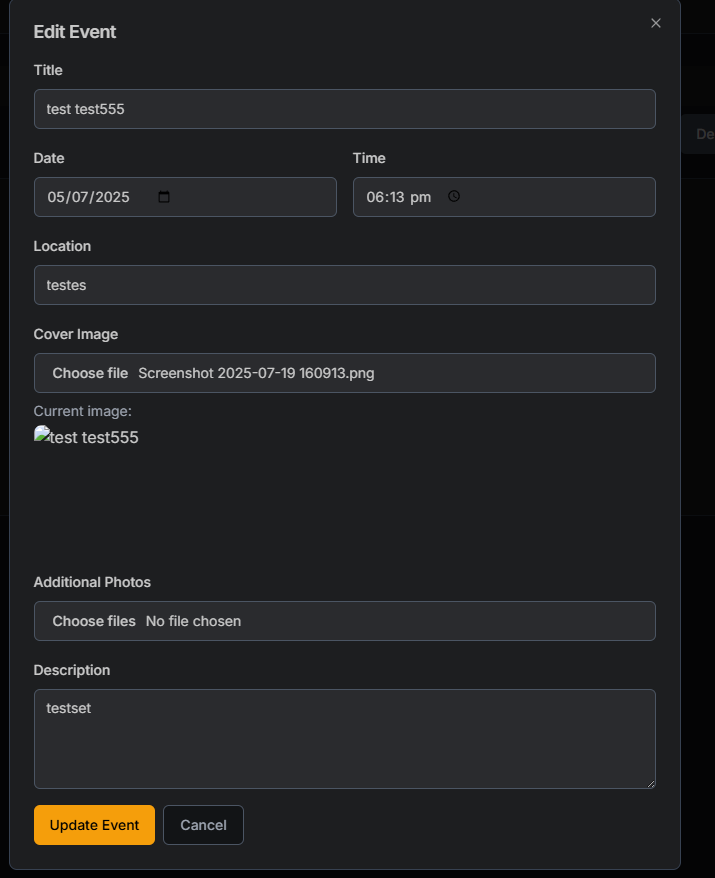 Edit Event
Title
test test555
Date
Time
05/07/2025
06:13 pm
Location
testes
Cover Image
Choose file Screenshot 2025-07-19 160913.png
Current image:
test test555
Additional Photos
Choose files No file chosen
Description
testset
Update Event
Cancel
De